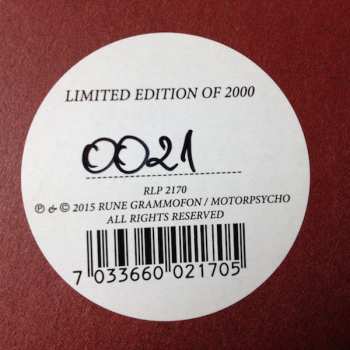 LIMITED EDITION OF 2000
0021
RLP 2170
℗ & © 2015 RUNE GRAMMOFON / MOTORPSYCHO
ALL RIGHTS RESERVED
7 033660 021705